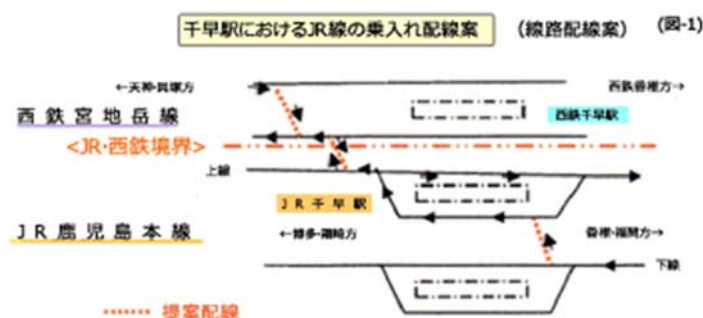 千早駅におけるJR線の乗入れ配線案 (線路配線案) (図-1)
←天神・貝塚方 西鉄香椎方→
西鉄宮地岳線 西鉄千早駅
<JR・西鉄境界>
上線
JR千早駅
JR鹿児島本線 ←博多・箱崎方 香椎・福間方→
下線
提案配線